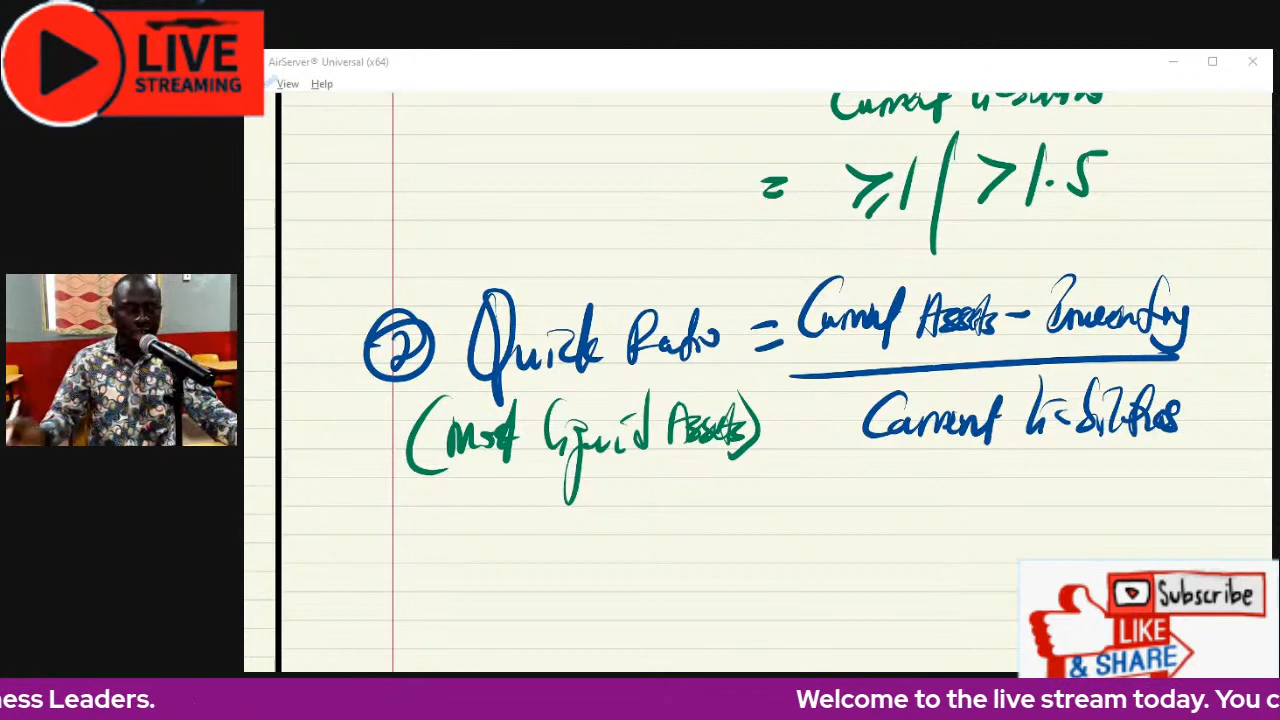 LIVE
STREAMING
AirServer® Universal (x64)
View Help
Current
= ≥1 / >1.5
② Quick Ratio = Current Assets - Inventory
Current Liabilities
(most liquid Assets)
Subscribe
LIKE
& SHARE
ness Leaders. Welcome to the live stream today. You c